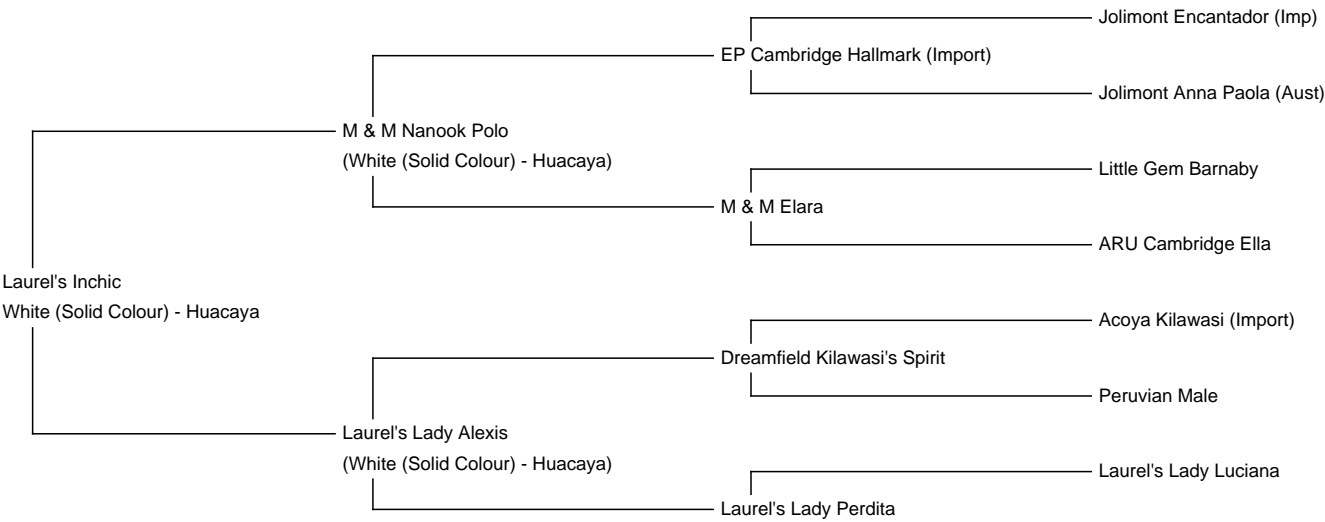 Jolimont Encantador (Imp)
EP Cambridge Hallmark (Import)
Jolimont Anna Paola (Aust)
M & M Nanook Polo
(White (Solid Colour) - Huacaya)
Little Gem Barnaby
M & M Elara
ARU Cambridge Ella
Laurel's Inchic
White (Solid Colour) - Huacaya
Acoya Kilawasi (Import)
Dreamfield Kilawasi's Spirit
Peruvian Male
Laurel's Lady Alexis
(White (Solid Colour) - Huacaya)
Laurel's Lady Luciana
Laurel's Lady Perdita